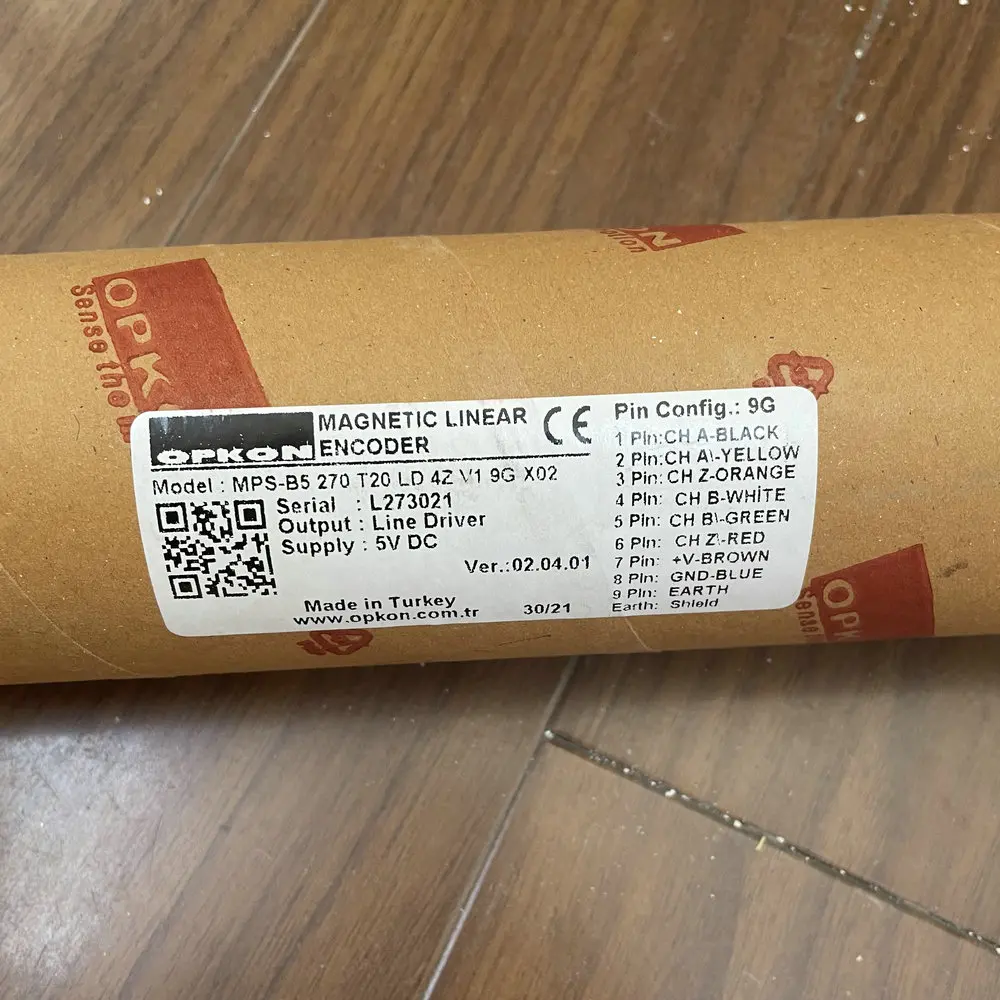 OPKON
Sense the
OPKON
MAGNETIC LINEAR
ENCODER
CE
Model : MPS-B5 270 T20 LD 4Z V1 9G X02
Serial : L273021
Output : Line Driver
Supply : 5V DC
Ver.:02.04.01
Made in Turkey
www.opkon.com.tr
30/21
Pin Config.: 9G
1 Pin:CH A-BLACK
2 Pin:CH A\-YELLOW
3 Pin:CH Z-ORANGE
4 Pin: CH B-WHİTE
5 Pin: CH B\-GREEN
6 Pin: CH Z\-RED
7 Pin: +V-BROWN
8 Pin: GND-BLUE
9 Pin: EARTH
Earth: Shield
OPK
Sense